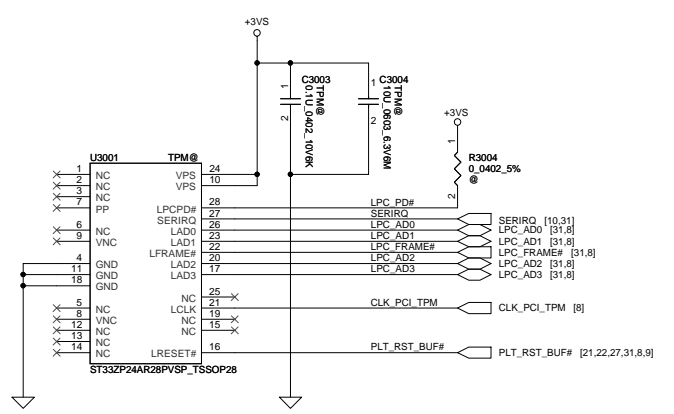 +3VS
1
C3003
TPM@
0.1U_0402_10V6K
2
1
C3004
TPM@
10U_0603_6.3V6M
2
+3VS
1
R3004
0_0402_5%
@
2
U3001 TPM@
1 NC VPS 24
2 NC VPS 10
3 NC
7 PP LPCPD# 28 LPC_PD#
SERIRQ 27 SERIRQ SERIRQ [10,31]
6 NC LAD0 26 LPC_AD0 LPC_AD0 [31,8]
9 VNC LAD1 23 LPC_AD1 LPC_AD1 [31,8]
LFRAME# 22 LPC_FRAME# LPC_FRAME# [31,8]
4 GND LAD2 20 LPC_AD2 LPC_AD2 [31,8]
11 GND LAD3 17 LPC_AD3 LPC_AD3 [31,8]
18 GND
NC 25
5 NC LCLK 21 CLK_PCI_TPM CLK_PCI_TPM [8]
8 VNC NC 19
12 NC NC 15
13 NC
14 NC LRESET# 16 PLT_RST_BUF# PLT_RST_BUF# [21,22,27,31,8,9]
ST33ZP24AR28PVSP_TSSOP28